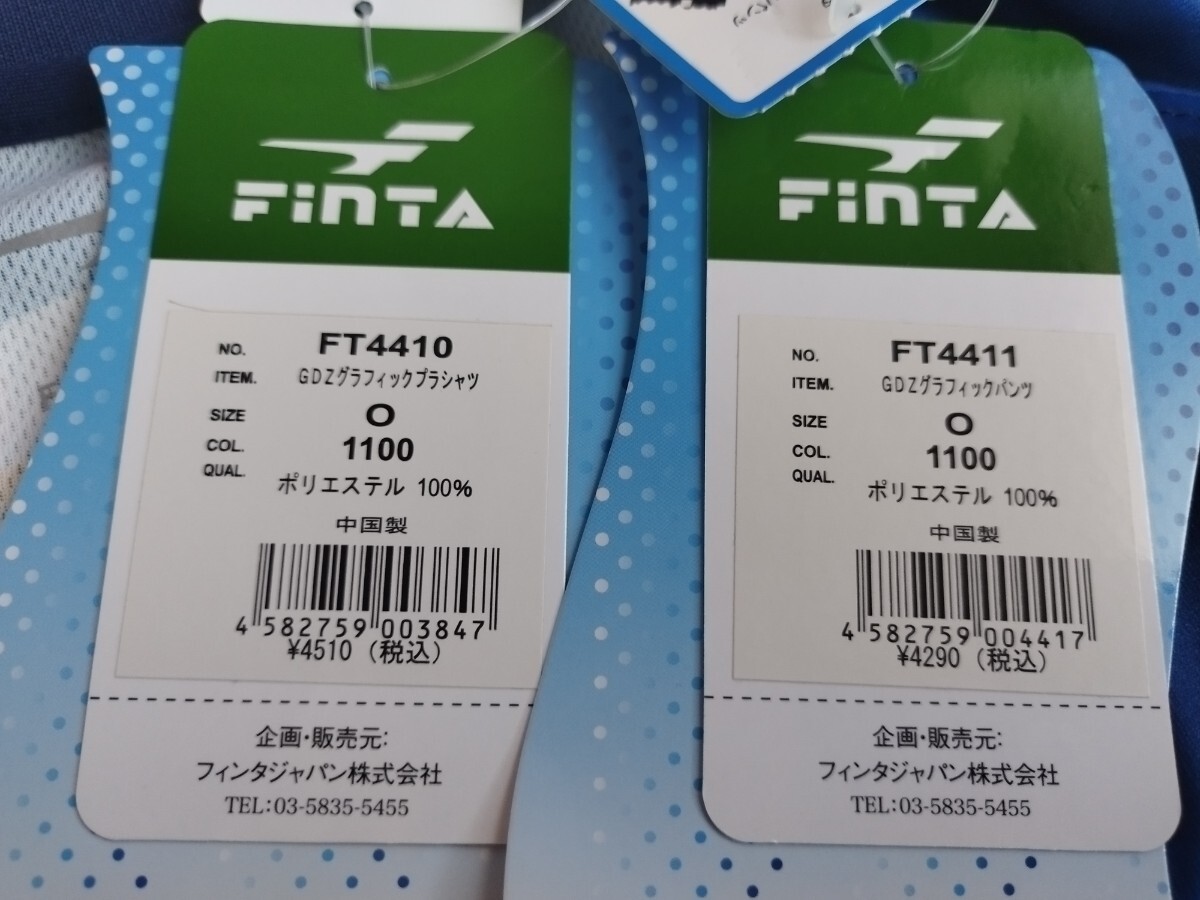 FiNTA
NO. FT4410
ITEM. GDZグラフィックプラシャツ
SIZE O
COL. 1100
QUAL. ポリエステル 100%
中国製
4 582759 003847
¥4510（税込）
企画・販売元:
フィンタジャパン株式会社
TEL:03-5835-5455
FiNTA
NO. FT4411
ITEM. GDZグラフィックパンツ
SIZE O
COL. 1100
QUAL. ポリエステル 100%
中国製
4 582759 004417
¥4290（税込）
企画・販売元:
フィンタジャパン株式会社
TEL:03-5835-5455